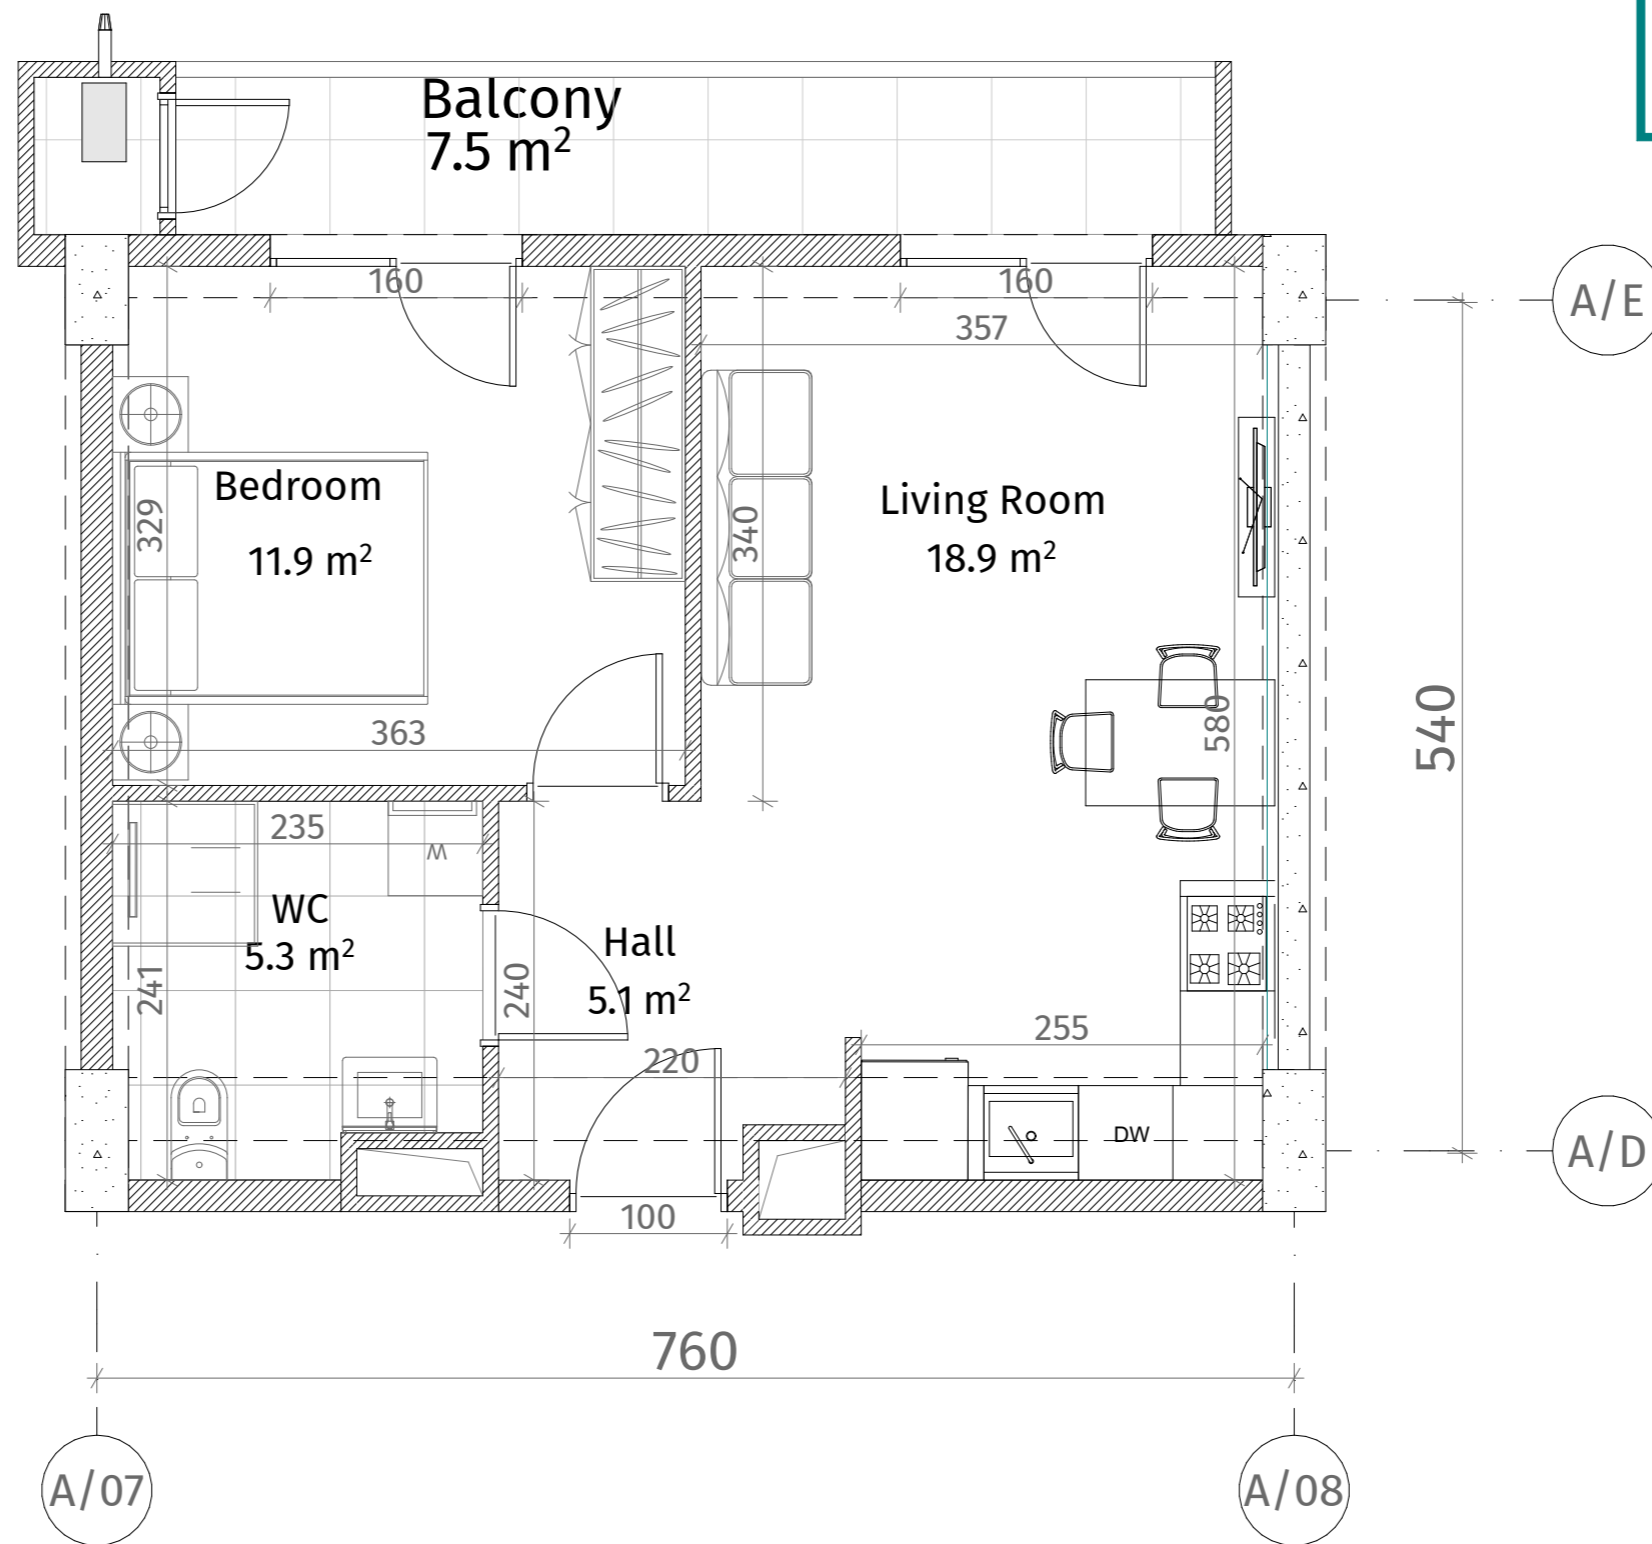 Balcony
7.5 m²
160
160
357
A/E
Bedroom
11.9 m²
329
340
Living Room
18.9 m²
363
580
540
235
W
WC
5.3 m²
241
240
Hall
5.1 m²
220
255
DW
A/D
100
760
A/07
A/08